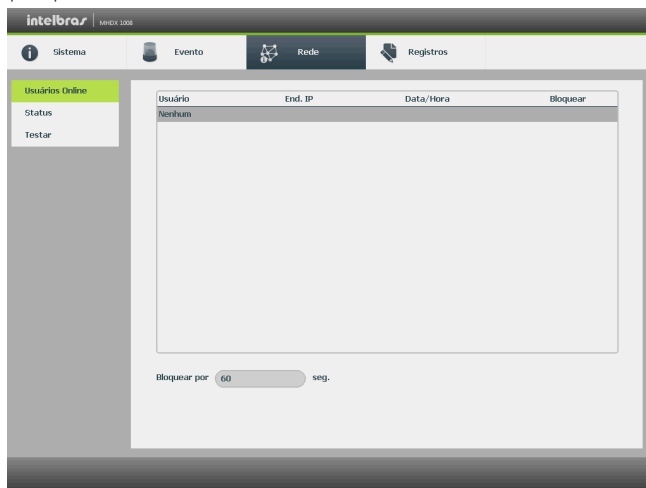 intelbras MHDX 1008
Sistema Evento Rede Registros
Usuários Online
Status
Testar
Usuário End. IP Data/Hora Bloquear
Nenhum
Bloquear por 60 seg.